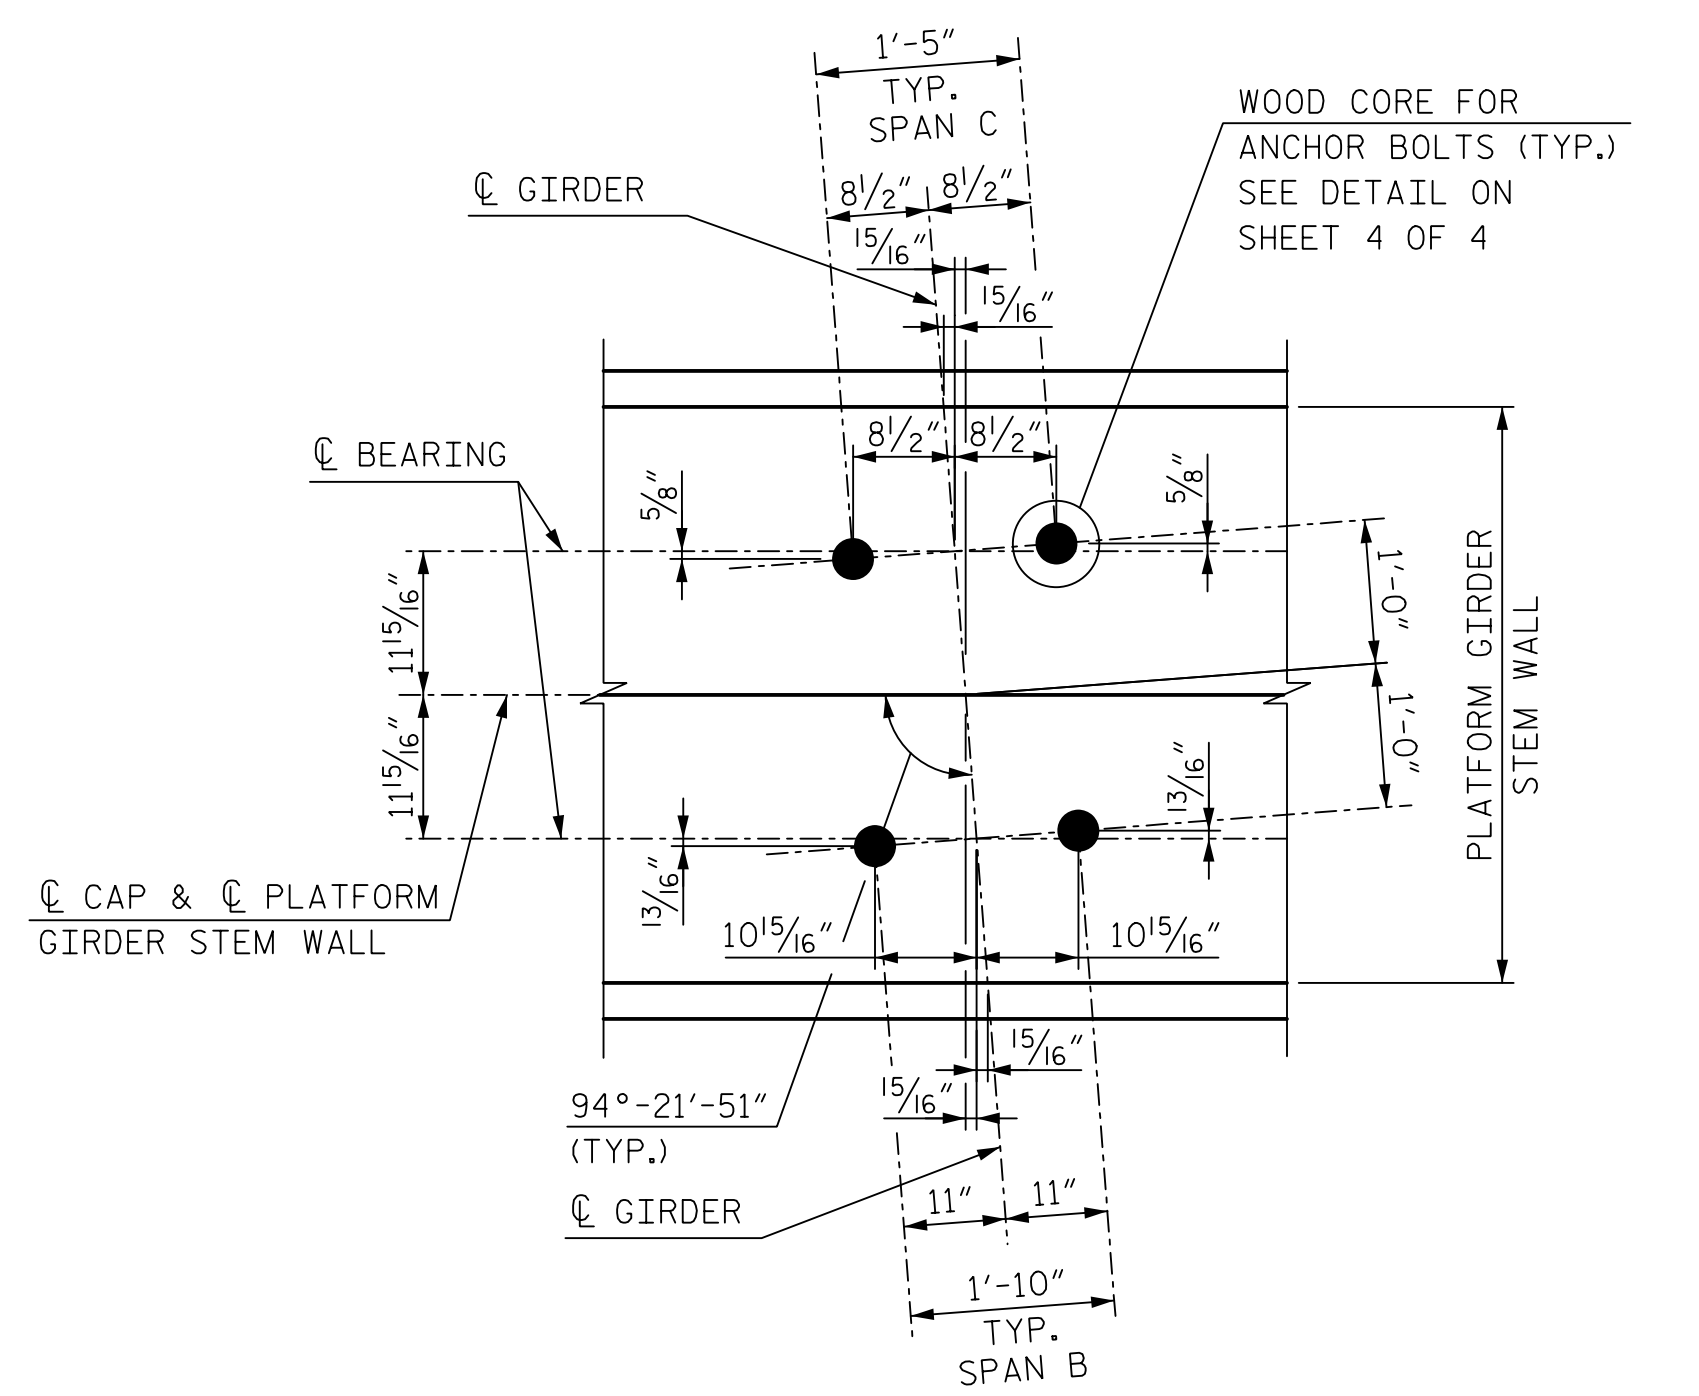 1'-5"
TYP.
SPAN C
8 1/2"
8 1/2"
15/16"
15/16"
WOOD CORE FOR
ANCHOR BOLTS (TYP.)
SEE DETAIL ON
SHEET 4 OF 4
℄ GIRDER
8 1/2"
8 1/2"
℄ BEARING
5/8"
5/8"
11 15/16"
11 15/16"
1'-0"
1'-0"
PLATFORM GIRDER
STEM WALL
13/16"
13/16"
℄ CAP & ℄ PLATFORM
GIRDER STEM WALL
10 15/16"
10 15/16"
15/16"
15/16"
94°-21'-51"
(TYP.)
℄ GIRDER
11"
11"
1'-10"
TYP.
SPAN B